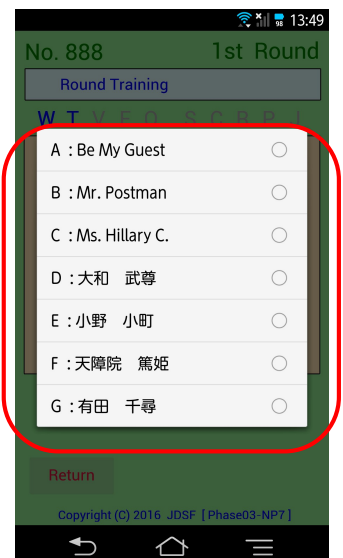 98 13:49
No. 888 1st Round
Round Training
W T V F Q S C R P J
A : Be My Guest
B : Mr. Postman
C : Ms. Hillary C.
D : 大和 武尊
E : 小野 小町
F : 天障院 篤姫
G : 有田 千尋
Return
Copyright (C) 2016 JDSF [ Phase03-NP7 ]